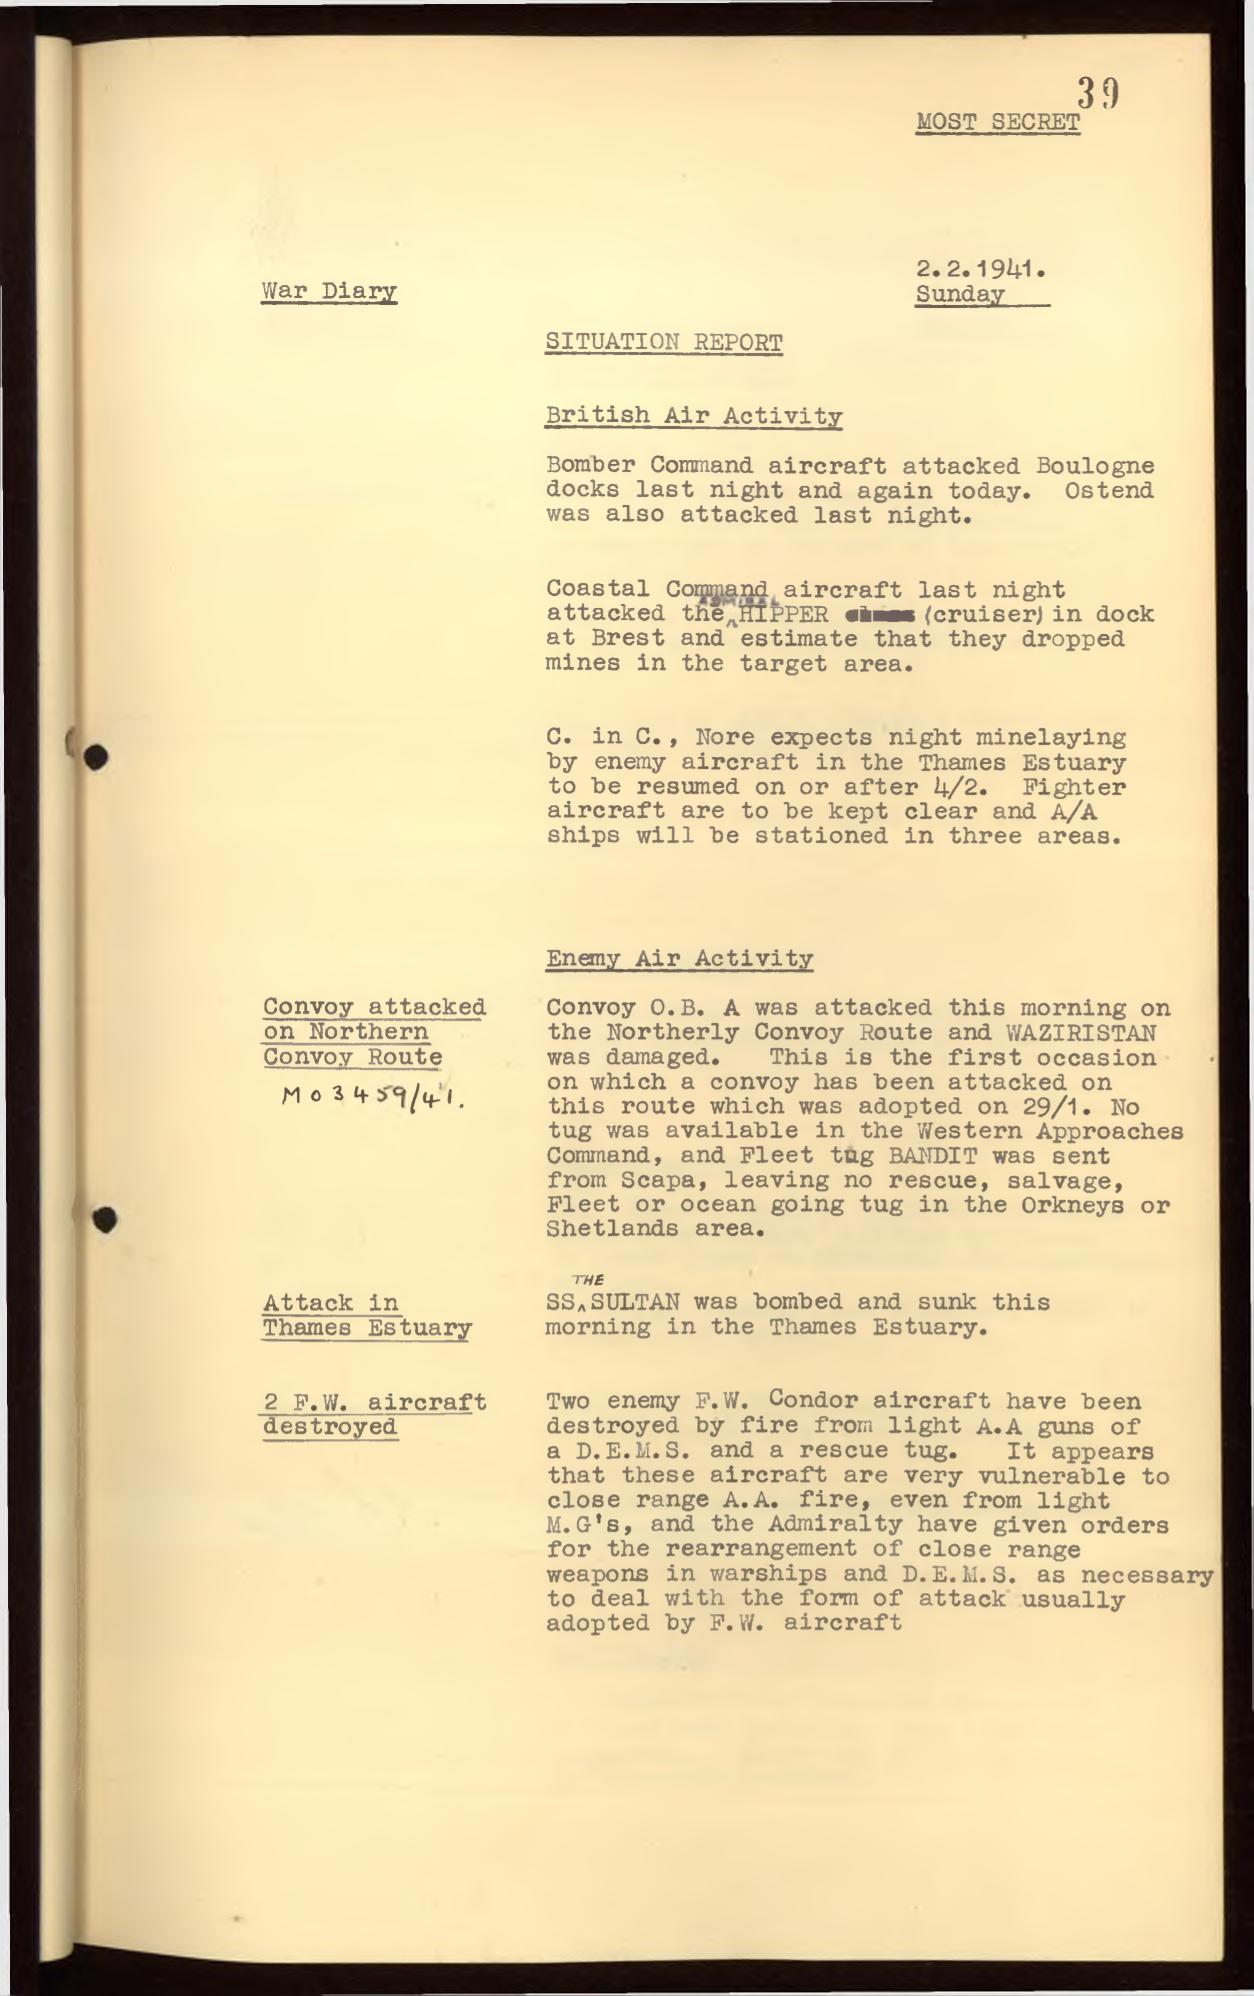 39
MOST SECRET
2.2.1941.
War Diary
Sunday
SITUATION REPORT
British Air Activity
Bomber Command aircraft attacked Boulogne
docks last night and again today. Ostend
was also attacked last night.
Coastal Command aircraft last night
ADMIRAL
attacked the HIPPER (cruiser) in dock
at Brest and estimate that they dropped
mines in the target area.
C. in C., Nore expects night minelaying
by enemy aircraft in the Thames Estuary
to be resumed on or after 4/2. Fighter
aircraft are to be kept clear and A/A
ships will be stationed in three areas.
Enemy Air Activity
Convoy attacked
on Northern
Convoy Route
M03459/41.
Convoy O.B. A was attacked this morning on
the Northerly Convoy Route and WAZIRISTAN
was damaged. This is the first occasion
on which a convoy has been attacked on
this route which was adopted on 29/1. No
tug was available in the Western Approaches
Command, and Fleet tug BANDIT was sent
from Scapa, leaving no rescue, salvage,
Fleet or ocean going tug in the Orkneys or
Shetlands area.
Attack in
Thames Estuary
THE
SS SULTAN was bombed and sunk this
morning in the Thames Estuary.
2 F.W. aircraft
destroyed
Two enemy F.W. Condor aircraft have been
destroyed by fire from light A.A guns of
a D.E.M.S. and a rescue tug. It appears
that these aircraft are very vulnerable to
close range A.A. fire, even from light
M.G's, and the Admiralty have given orders
for the rearrangement of close range
weapons in warships and D.E.M.S. as necessary
to deal with the form of attack usually
adopted by F.W. aircraft